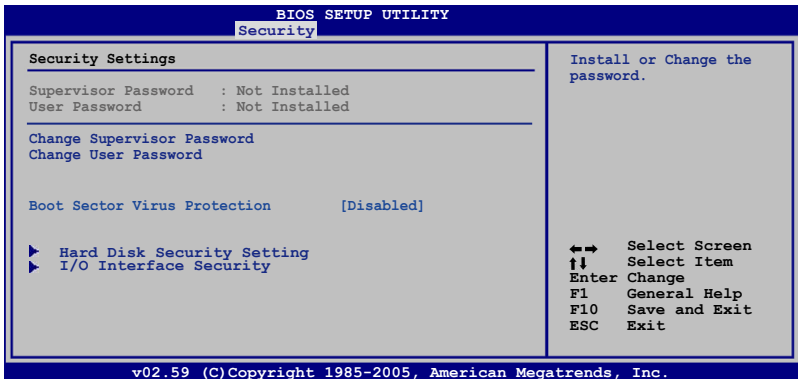 BIOS SETUP UTILITY
Security
Security Settings
Supervisor Password : Not Installed
User Password : Not Installed
Change Supervisor Password
Change User Password
Boot Sector Virus Protection [Disabled]
Hard Disk Security Setting
I/O Interface Security
Install or Change the
password.
Select Screen
Select Item
Enter Change
F1 General Help
F10 Save and Exit
ESC Exit
v02.59 (C)Copyright 1985-2005, American Megatrends, Inc.